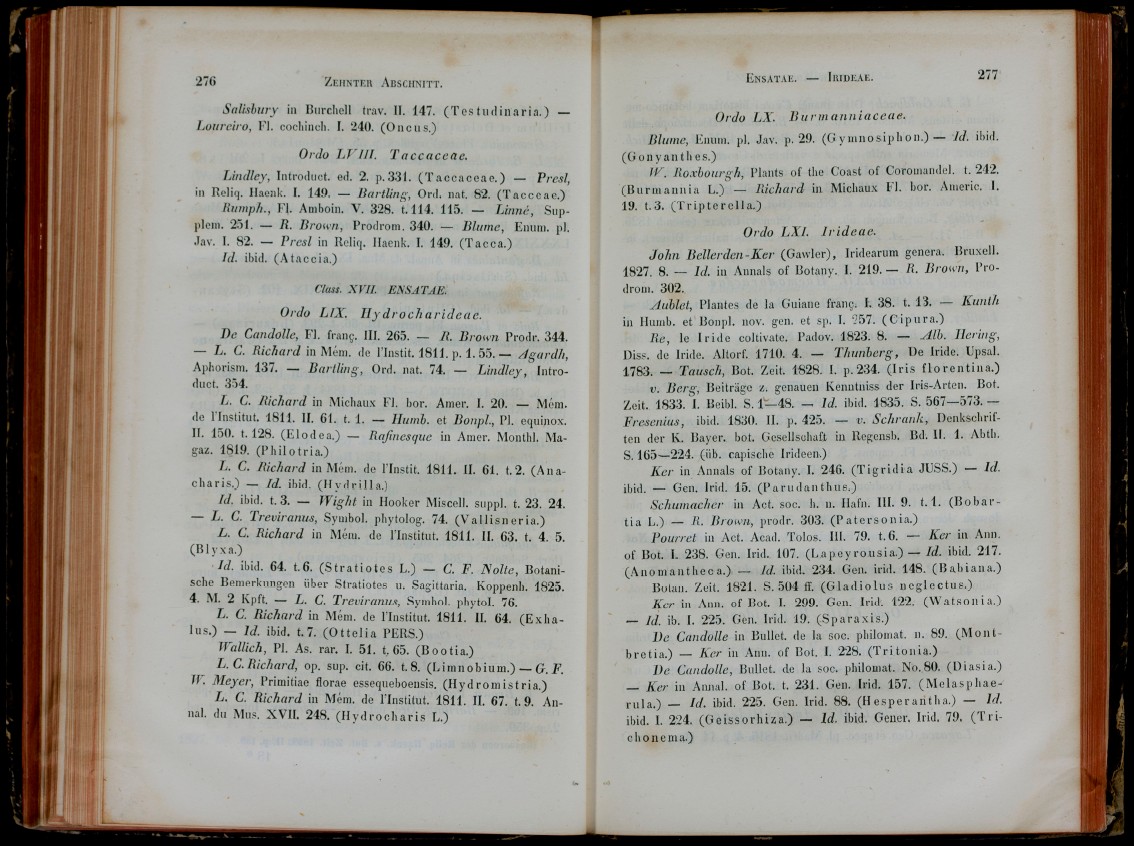 276 ZEHNTER ABSCHNITT.
Salisbury in Burchell trav. II. 147. (Testudinaria.) —
Loureiro, Fl. cochinch. I. 240. (Oncus.)
Ordo LVIII. Taccaceae.
Lindley, Introduct. ed. 2. p. 331. (Taccaceae.) — Presl,
in Reliq. Haenk. I. 149. — Bartling, Ord. nat. 82. (Tacceae.)
Rumph., Fl. Amboin. V. 328. t. 114. 115. — Linné, Sup-
plem. 251. — R. Brown, Prodrom. 340. — Blume, Enum. pl.
Jav. I. 82. — Presl in Reliq. Haenk. I. 149. (Tacca.)
Id. ibid. (Ataccia.)
Class. XVII. ENSATAE.
Ordo LIX. Hydrocharideae.
De Candolle, Fl. franç. III. 265. — R. Brown Prodr. 344.
— L. C. Richard in Mém. de l'Instit. 1811. p. 1. 55. — Agardh,
Aphorism. 137. — Bartling, Ord. nat. 74. — Lindley, Intro-
duct. 354.
L. C. Richard in Michaux Fl. bor. Amer. I. 20. — Mém.
de l'Institut. 1811. II. 61. t. 1. — Humb. et Bonpl., Pl. equinox.
II. 150. t. 128. (Elodea.) — Rafinesque in Amer. Monthl. Ma-
gaz. 1819. (Philotria.)
L. C. Richard in Mém. de l'Instit. 1811. II. 61. t. 2. (Ana-
charis.) — Id. ibid. (Hydrilla.)
Id. ibid. t. 3. — Wight in Hooker Miscell. suppl. t. 23. 24.
— L. C. Treviranus, Symbol. phytolog. 74. (Vallisneria.)
L. C. Richard in Mém. de l'Institut. 1811. II. 63. t. 4. 5.
(Blyxa.)
Id. ibid. 64. t. 6. (Stratiotes L.) — C. F. Nolte, Botani-
sche Bemerkungen über Stratiotes u. Sagittaria. Koppenh. 1825.
4. M. 2 Kpft. — L. C. Treviranus, Symbol. phytol. 76.
L. C. Richard in Mém. de l'Institut. 1811. II. 64. (Exha-
lus.) — Id. ibid. t. 7. (Ottelia PERS.)
Wallich, Pl. As. rar. I. 51. t. 65. (Bootia.)
L. C. Richard, op. sup. cit. 66. t. 8. (Limnobium.) — G. F.
W. Meyer, Primitiae florae essequeboensis. (Hydromistria.)
L. C. Richard in Mém. de l'Institut. 1811. II. 67. t. 9. An-
nal. du Mus. XVII. 248. (Hydrocharis L.)
ENSATAE. — IRIDEAE. 277
Ordo LX. Burmanniaceae.
Blume, Enum. pl. Jav. p. 29. (Gymnosiphon.) — Id. ibid.
(Gonyanthes.)
W. Roxbourgh, Plants of the Coast of Coromandel. t. 242.
(Burmannia L.) — Richard in Michaux Fl. bor. Americ. I.
19. t. 3. (Tripterella.)
Ordo LXI. Irideae.
John Bellerden-Ker (Gawler), Iridearum genera. Bruxell.
1827. 8. — Id. in Annals of Botany. I. 219. — R. Brown, Pro-
drom. 302.
Aublet, Plantes de la Guiane franç. I. 38. t. 13. — Kunth
in Humb. et Bonpl. nov. gen. et sp. I. 257. (Cipura.)
Re, le Iride coltivate. Padov. 1823. 8. — Alb. Hering,
Diss. de Iride. Altorf. 1710. 4. — Thunberg, De Iride. Upsal.
1783. — Tausch, Bot. Zeit. 1828. I. p. 234. (Iris florentina.)
v. Berg, Beiträge z. genauen Kenntniss der Iris-Arten. Bot.
Zeit. 1833. I. Beibl. S. 1—48. — Id. ibid. 1835. S. 567—573. —
Fresenius, ibid. 1830. II. p. 425. — v. Schrank, Denkschrif-
ten der K. Bayer. bot. Gesellschaft in Regensb. Bd. II. 1. Abth.
S. 165—224. (üb. capische Irideen.)
Ker in Annals of Botany. I. 246. (Tigridia JUSS.) — Id.
ibid. — Gen. Irid. 15. (Parudanthus.)
Schumacher in Act. soc. h. n. Hafn. III. 9. t. 1. (Bobar-
tia L.) — R. Brown, prodr. 303. (Patersonia.)
Pourret in Act. Acad. Tolos. III. 79. t. 6. — Ker in Ann.
of Bot. I. 238. Gen. Irid. 107. (Lapeyrousia.) — Id. ibid. 217.
(Anomantheca.) — Id. ibid. 234. Gen. irid. 148. (Babiana.)
Botan. Zeit. 1821. S. 504 ff. (Gladiolus neglectus.)
Ker in Ann. of Bot. I. 299. Gen. Irid. 122. (Watsonia.)
— Id. ib. I. 225. Gen. Irid. 19. (Sparaxis.)
De Candolle in Bullet. de la soc. philomat. n. 89. (Mont-
bretia.) — Ker in Ann. of Bot. I. 228. (Tritonia.)
De Candolle, Bullet. de la soc. philomat. No. 80. (Diasia.)
— Ker in Annal. of Bot. t. 231. Gen. Irid. 157. (Melasphae-
rula.) — Id. ibid. 225. Gen. Irid. 88. (Hesperantha.) — Id.
ibid. I. 224. (Geissorhiza.) — Id. ibid. Gener. Irid. 79. (Tri-
chonema.)